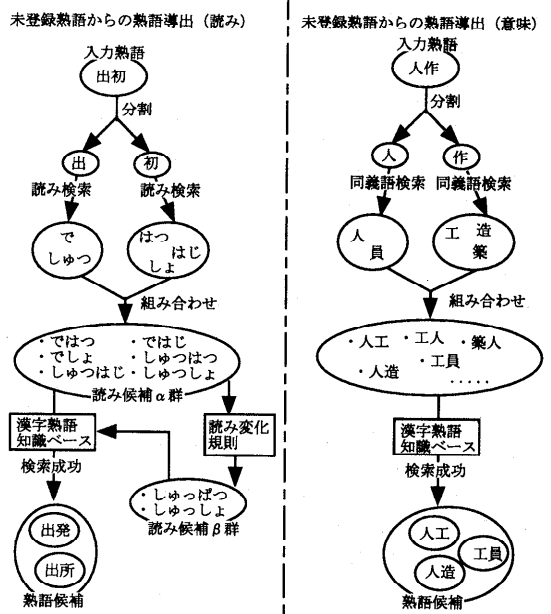 未登録熟語からの熟語導出（読み）
入力熟語
出初
分割
出
初
読み検索
読み検索
で
しゅつ
はつ
はじ
しょ
組み合わせ
・ではつ ・ではじ
・でしょ ・しゅつはつ
・しゅつはじ ・しゅつしょ
読み候補α群
漢字熟語
知識ベース
読み変化
規則
検索成功
・しゅっぱつ
・しゅっしょ
読み候補β群
出発
出所
熟語候補
未登録熟語からの熟語導出（意味）
入力熟語
人作
分割
人
作
同義語検索
同義語検索
人
員
工 造
築
組み合わせ
・人工 ・工人 ・築人
・工員
・人造 ・・・・・
漢字熟語
知識ベース
検索成功
人工
工員
人造
熟語候補